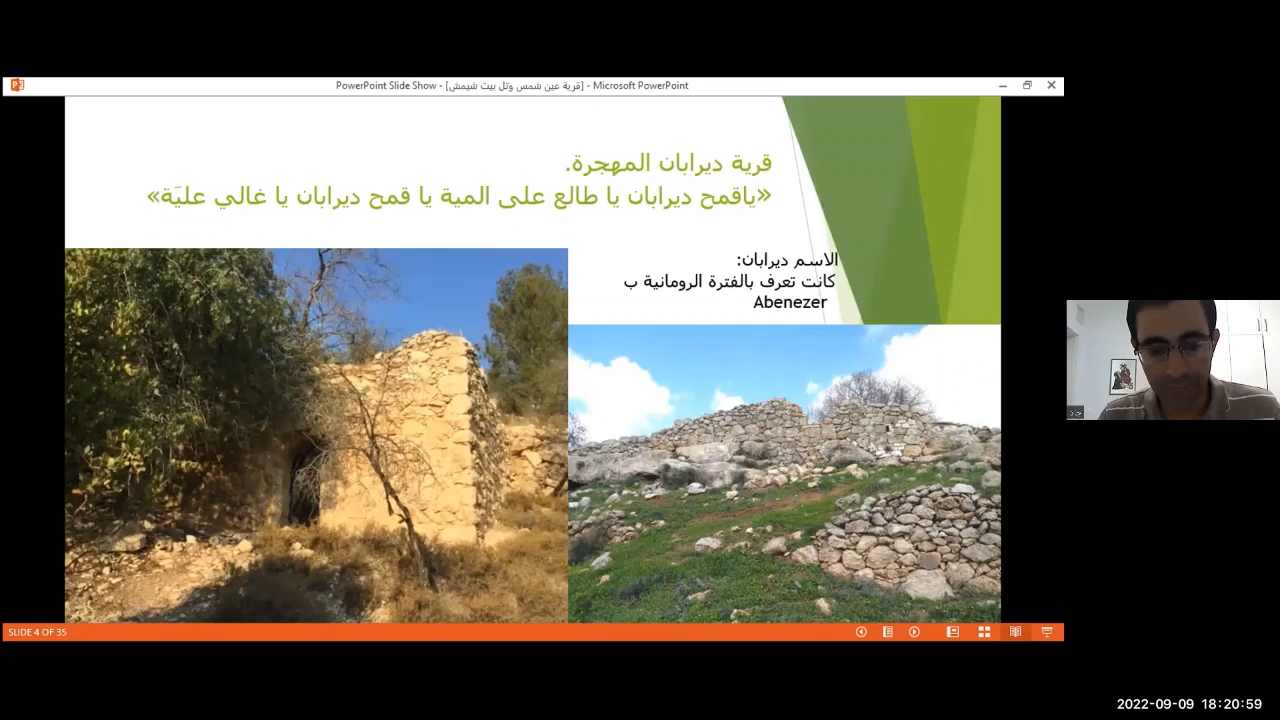 PowerPoint Slide Show - [قرية عين شمس وتل بيت شيمش] - Microsoft PowerPoint
قرية ديرابان المهجرة.
«ياقمح ديرابان يا طالع على المية يا قمح ديرابان يا غالي عليَة»
الاسم ديرابان:
كانت تعرف بالفترة الرومانية ب
Abenezer
SLIDE 4 OF 35
2022-09-09 18:20:59